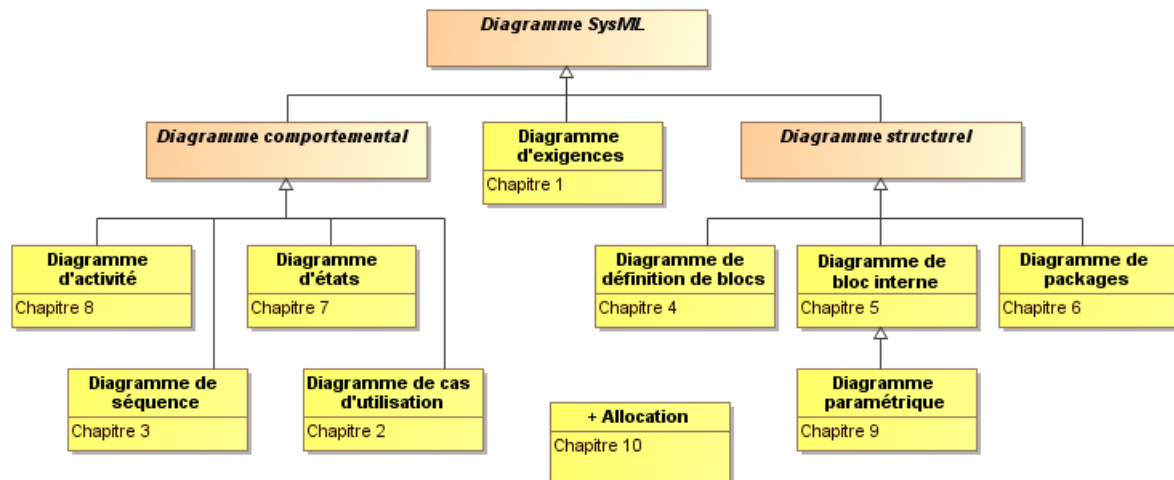 Diagramme SysML
Diagramme comportemental
Diagramme
d'exigences
Chapitre 1
Diagramme structurel
Diagramme
d'activité
Chapitre 8
Diagramme
d'états
Chapitre 7
Diagramme de
définition de blocs
Chapitre 4
Diagramme de
bloc interne
Chapitre 5
Diagramme de
packages
Chapitre 6
Diagramme de
séquence
Chapitre 3
Diagramme de cas
d'utilisation
Chapitre 2
+ Allocation
Chapitre 10
Diagramme
paramétrique
Chapitre 9